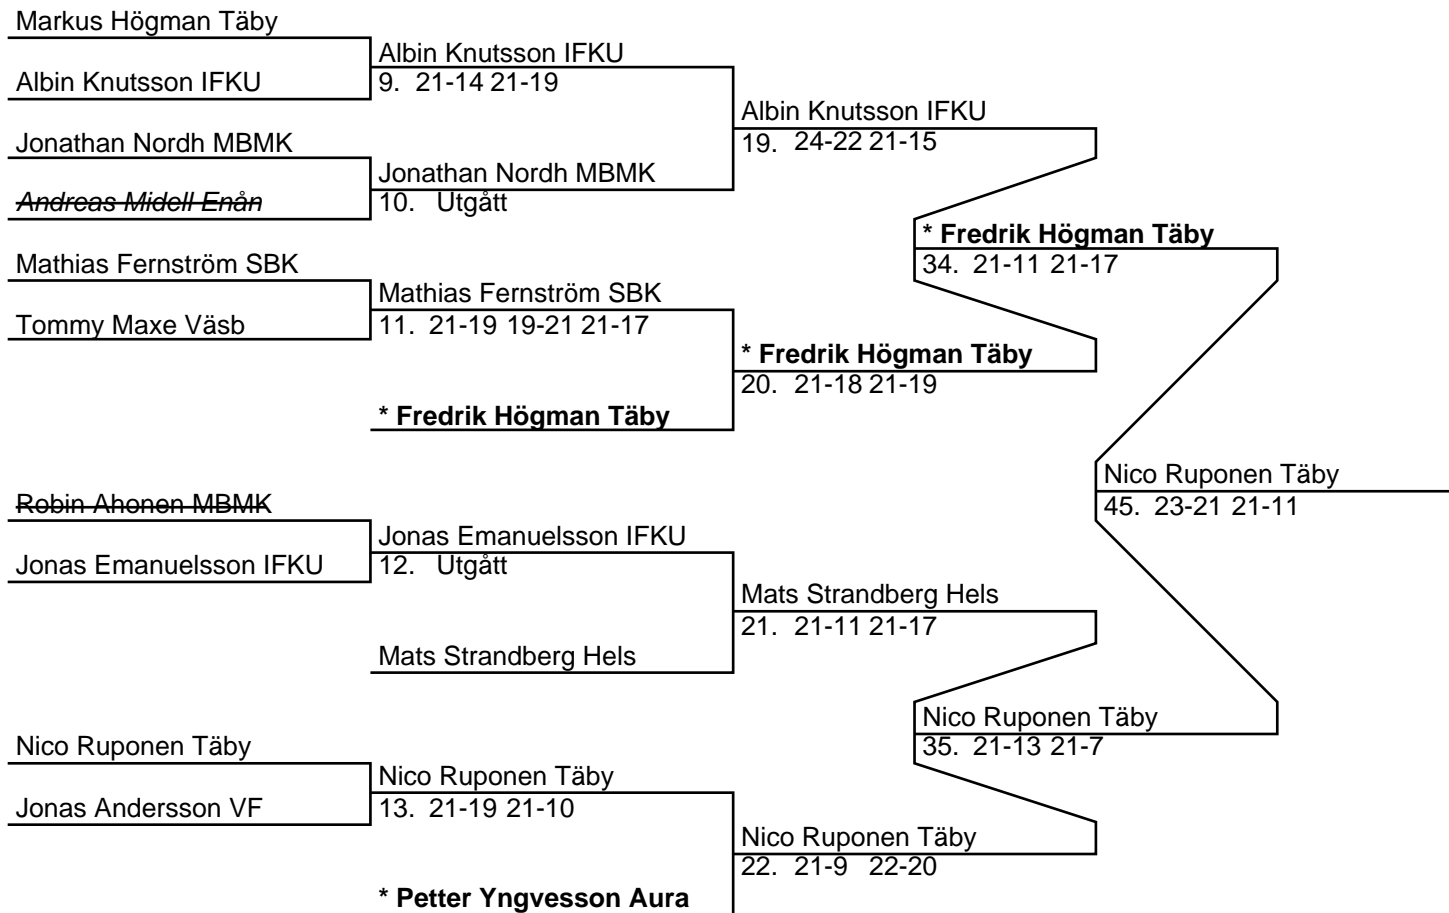 Markus Högman Täby
Albin Knutsson IFKU
Albin Knutsson IFKU
9. 21-14 21-19
Albin Knutsson IFKU
19. 24-22 21-15
Jonathan Nordh MBMK
Jonathan Nordh MBMK
Andreas Midell Enån
10. Utgått
* Fredrik Högman Täby
34. 21-11 21-17
Mathias Fernström SBK
Mathias Fernström SBK
Tommy Maxe Väsb
11. 21-19 19-21 21-17
* Fredrik Högman Täby
20. 21-18 21-19
* Fredrik Högman Täby
Nico Ruponen Täby
45. 23-21 21-11
Robin Ahonen MBMK
Jonas Emanuelsson IFKU
Jonas Emanuelsson IFKU
12. Utgått
Mats Strandberg Hels
21. 21-11 21-17
Mats Strandberg Hels
Nico Ruponen Täby
35. 21-13 21-7
Nico Ruponen Täby
Nico Ruponen Täby
Jonas Andersson VF
13. 21-19 21-10
Nico Ruponen Täby
22. 21-9 22-20
* Petter Yngvesson Aura